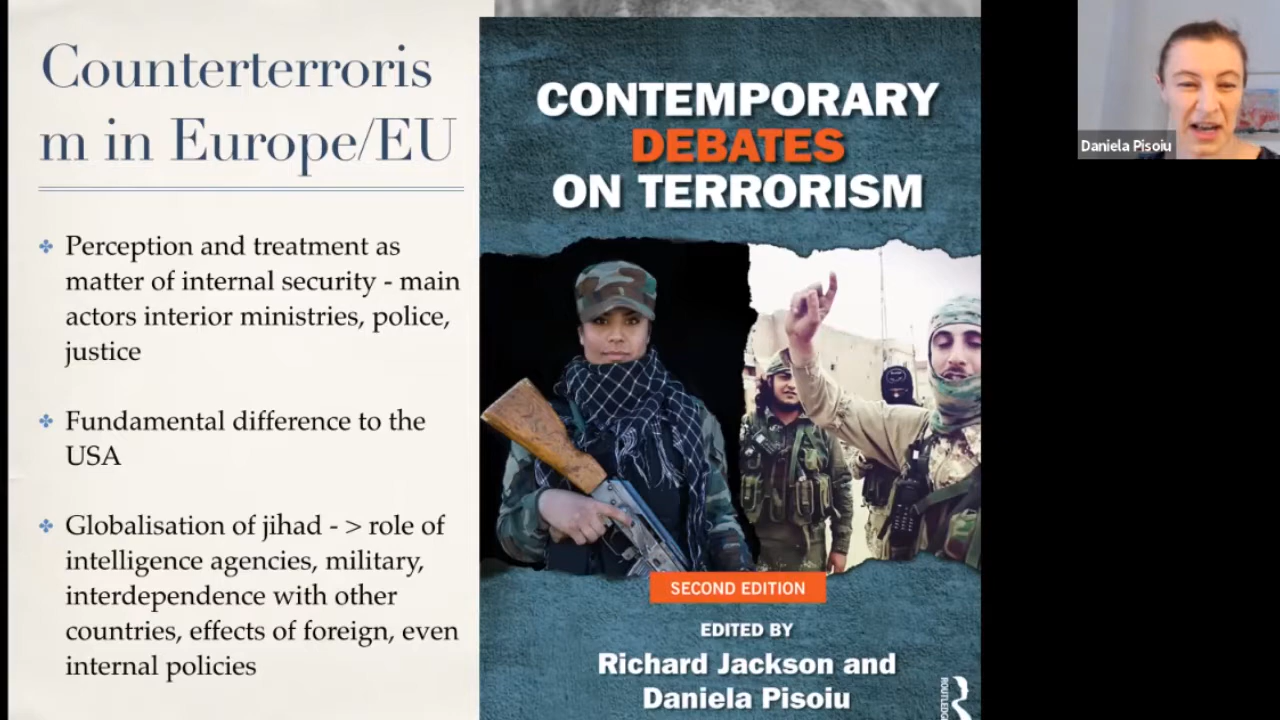 Counterterroris
m in Europe/EU
Perception and treatment as
matter of internal security - main
actors interior ministries, police,
justice
Fundamental difference to the
USA
Globalisation of jihad - > role of
intelligence agencies, military,
interdependence with other
countries, effects of foreign, even
internal policies
CONTEMPORARY
DEBATES
ON TERRORISM
SECOND EDITION
EDITED BY
Richard Jackson and
Daniela Pisoiu
ROUTLEDGE
Daniela Pisoiu